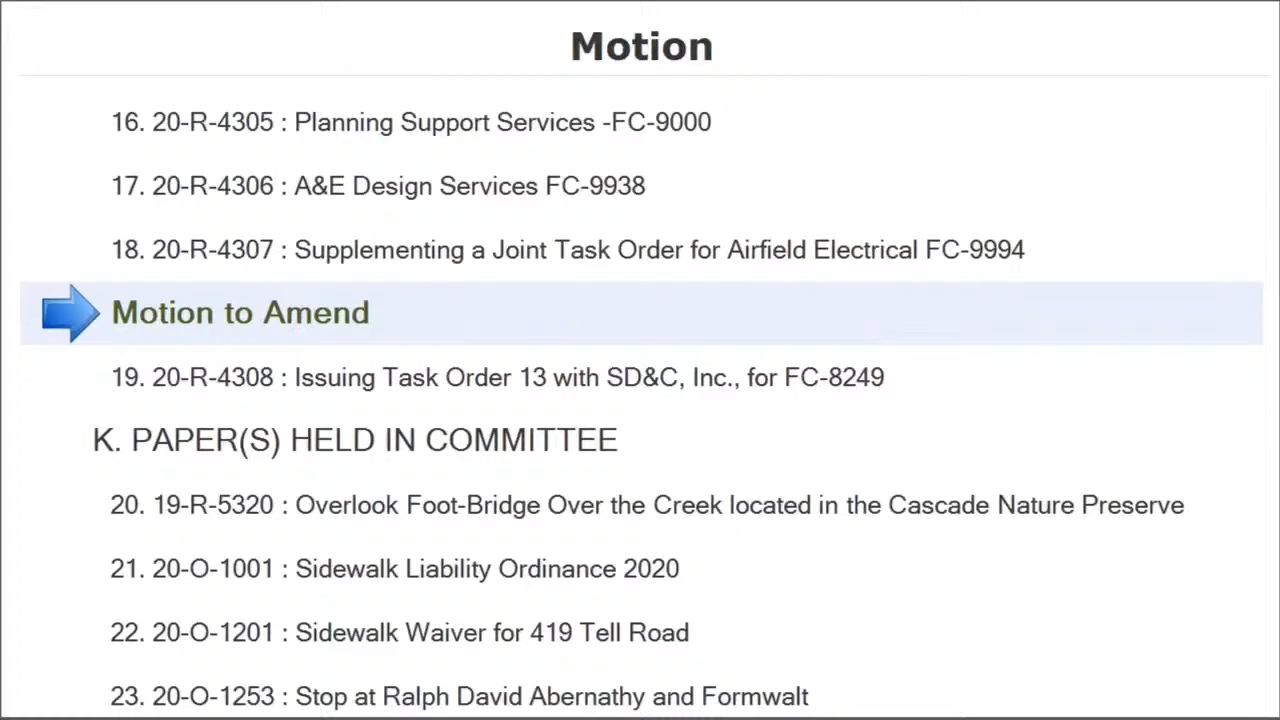 Motion
16. 20-R-4305 : Planning Support Services -FC-9000
17. 20-R-4306 : A&E Design Services FC-9938
18. 20-R-4307 : Supplementing a Joint Task Order for Airfield Electrical FC-9994
Motion to Amend
19. 20-R-4308 : Issuing Task Order 13 with SD&C, Inc., for FC-8249
K. PAPER(S) HELD IN COMMITTEE
20. 19-R-5320 : Overlook Foot-Bridge Over the Creek located in the Cascade Nature Preserve
21. 20-O-1001 : Sidewalk Liability Ordinance 2020
22. 20-O-1201 : Sidewalk Waiver for 419 Tell Road
23. 20-O-1253 : Stop at Ralph David Abernathy and Formwalt